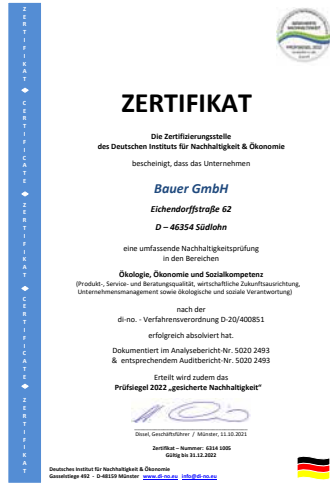 ZERTIFIKAT ◆ CERTIFICATE ◆ ZERTIFIKAT ◆ CERTIFICATE ◆ ZERTIFIKAT
GESICHERTE
NACHHALTIGKEIT
PRÜFSIEGEL 2022
ZERTIFIKAT
Die Zertifizierungsstelle
des Deutschen Instituts für Nachhaltigkeit & Ökonomie
bescheinigt, dass das Unternehmen
Bauer GmbH
Eichendorffstraße 62
D – 46354 Südlohn
eine umfassende Nachhaltigkeitsprüfung
in den Bereichen
Ökologie, Ökonomie und Sozialkompetenz
(Produkt-, Service- und Beratungsqualität, wirtschaftliche Zukunftsausrichtung,
Unternehmensmanagement sowie ökologische und soziale Verantwortung)
nach der
di-no. - Verfahrensverordnung D-20/400851
erfolgreich absolviert hat.
Dokumentiert im Analysebericht-Nr. 5020 2493
& entsprechendem Auditbericht-Nr. 5020 2493
Erteilt wird zudem das
Prüfsiegel 2022 „gesicherte Nachhaltigkeit“
Dissel, Geschäftsführer / Münster, 11.10.2021
Zertifikat – Nummer: 6314 1005
Gültig bis 31.12.2022
Deutsches Institut für Nachhaltigkeit & Ökonomie
Gasselstiege 492 - D-48159 Münster www.di-no.eu info@di-no.eu